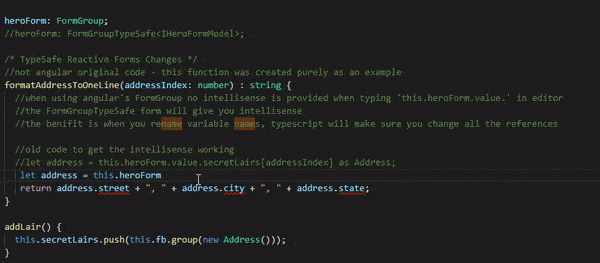 heroForm: FormGroup;
//heroForm: FormGroupTypeSafe<IHeroFormModel>;
/* TypeSafe Reactive Forms Changes */
//not angular original code - this function was created purely as an example
formatAddressToOneLine(addressIndex: number) : string {
//when using angular's FormGroup no intellisense is provided when typing 'this.heroForm.value.' in editor
//the FormGroupTypeSafe form will give you intellisense
//the benifit is when you rename variable names, typescript will make sure you change all the references
//old code to get the intellisense working
//let address = this.heroForm.value.secretLairs[addressIndex] as Address;
let address = this.heroForm
return address.street + ", " + address.city + ", " + address.state;
}
addLair() {
this.secretLairs.push(this.fb.group(new Address()));
}